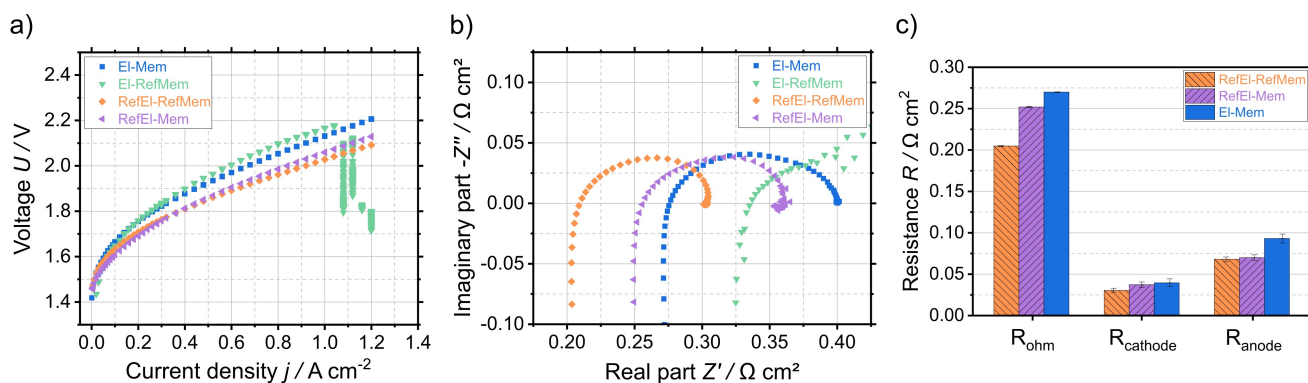 a)
Voltage U / V
2.4
2.2
2.0
1.8
1.6
1.4
El-Mem
El-RefMem
RefEl-RefMem
RefEl-Mem
0.0 0.2 0.4 0.6 0.8 1.0 1.2 1.4
Current density j / A cm⁻²
b)
Imaginary part -Z'' / Ω cm²
0.10
0.05
0.00
-0.05
-0.10
El-Mem
El-RefMem
RefEl-RefMem
RefEl-Mem
0.20 0.25 0.30 0.35 0.40
Real part Z' / Ω cm²
c)
Resistance R / Ω cm²
0.30
0.25
0.20
0.15
0.10
0.05
0.00
RefEl-RefMem
RefEl-Mem
El-Mem
R_ohm R_cathode R_anode